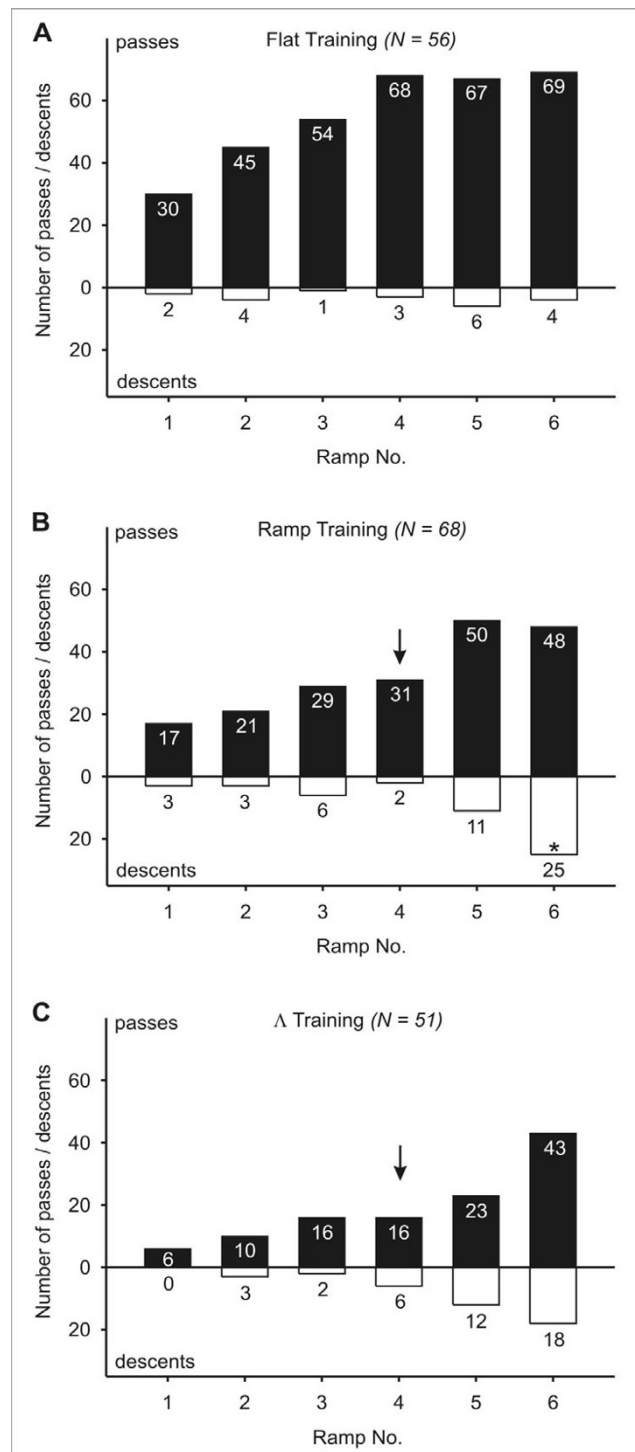 A
passes
Flat Training (N = 56)
Number of passes / descents
60
40
20
0
20
30
45
54
68
67
69
2
4
1
3
6
4
descents
1 2 3 4 5 6
Ramp No.
B
passes
Ramp Training (N = 68)
Number of passes / descents
60
40
20
0
20
17
21
29
31
50
48
3
3
6
2
11
*
25
descents
1 2 3 4 5 6
Ramp No.
C
passes
Λ Training (N = 51)
Number of passes / descents
60
40
20
0
20
6
10
16
16
23
43
0
3
2
6
12
18
descents
1 2 3 4 5 6
Ramp No.